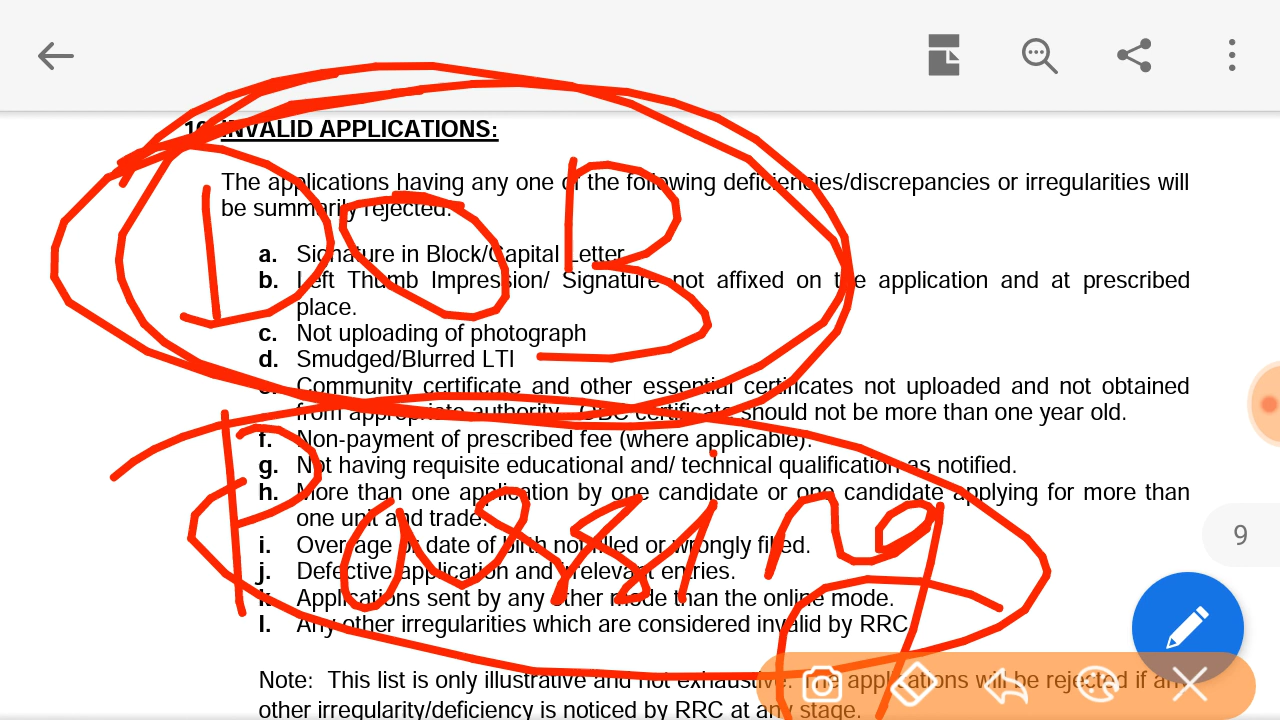 10. INVALID APPLICATIONS:
The applications having any one of the following deficiencies/discrepancies or irregularities will
be summarily rejected.
a. Signature in Block/Capital Letter
b. Left Thumb Impression/ Signature not affixed on the application and at prescribed
place.
c. Not uploading of photograph
d. Smudged/Blurred LTI
e. Community certificate and other essential certificates not uploaded and not obtained
from appropriate authority. OBC certificate should not be more than one year old.
f. Non-payment of prescribed fee (where applicable).
g. Not having requisite educational and/ technical qualification as notified.
h. More than one application by one candidate or one candidate applying for more than
one unit and trade.
i. Over age or date of birth not filled or wrongly filled.
j. Defective application and irrelevant entries.
k. Applications sent by any other mode than the online mode.
l. Any other irregularities which are considered invalid by RRC
Note: This list is only illustrative and not exhaustive. The applications will be rejected if any
other irregularity/deficiency is noticed by RRC at any stage.
DOB
Passing
9